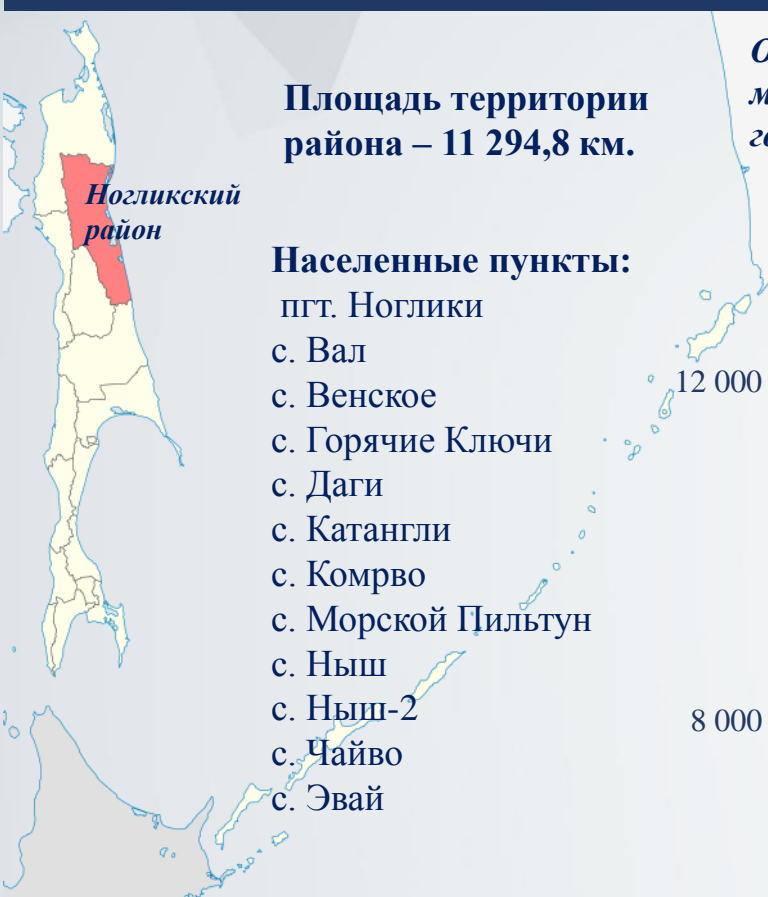 Площадь территории
района – 11 294,8 км.
Ногликский
район
Населенные пункты:
пгт. Ноглики
с. Вал
с. Венское
с. Горячие Ключи
с. Даги
с. Катангли
с. Комрво
с. Морской Пильтун
с. Ныш
с. Ныш-2
с. Чайво
с. Эвай
12 000
8 000